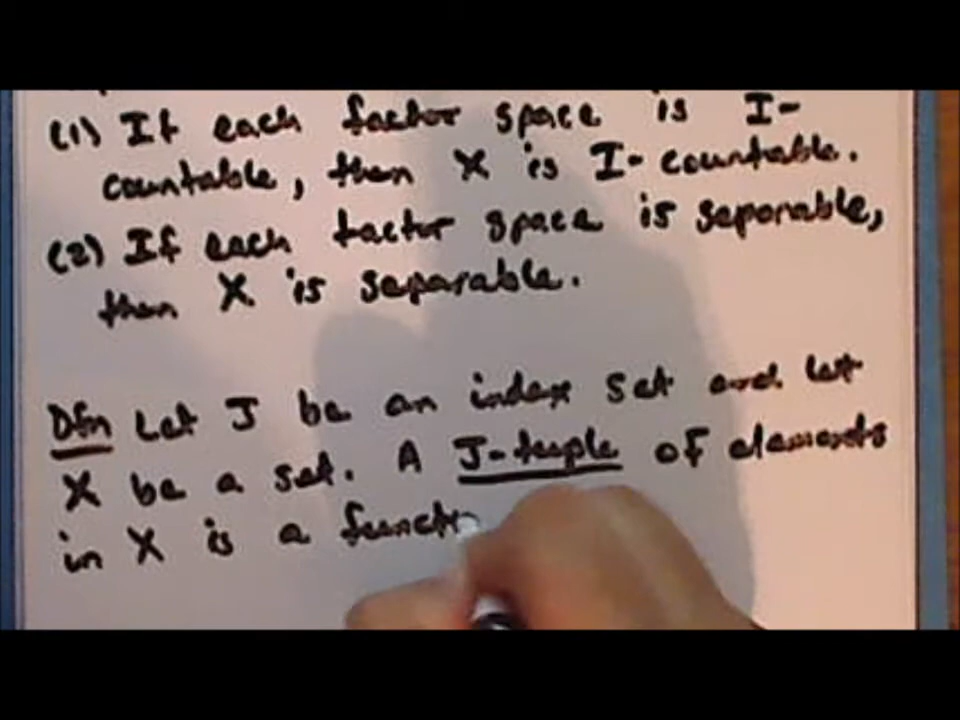 (1) If each factor space is I-
countable, then X is I-countable.
(2) If each factor space is separable,
then X is separable.
Dfn Let J be an index set and let
X be a set. A J-tuple of elements
in X is a functi